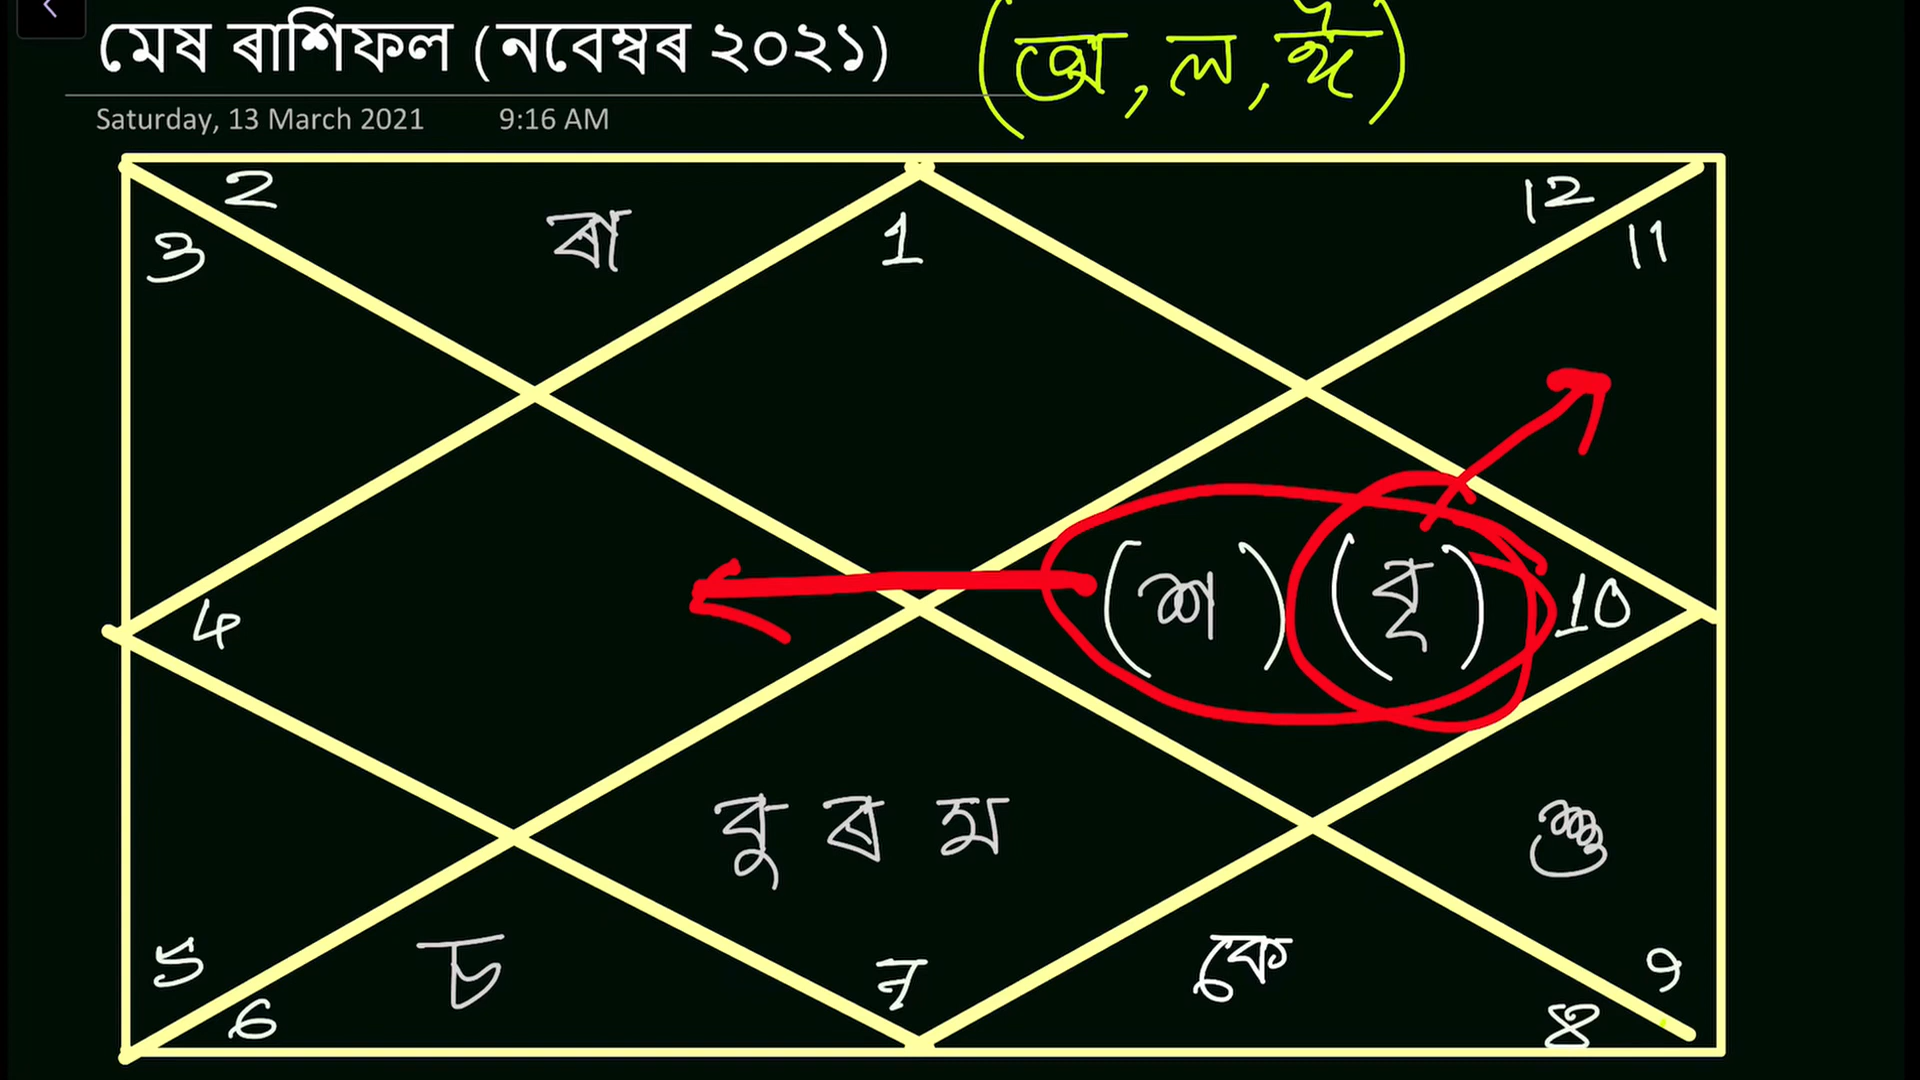 মেষ ৰাশিফল (নবেম্বৰ ২০২১) (অ, ল, ঈ)
Saturday, 13 March 2021 9:16 AM
2 12
3 ৰা 1 11
4 (শ) (বৃ) 10
বু ৰ ম শু
5 চ কে 9
6 7 8